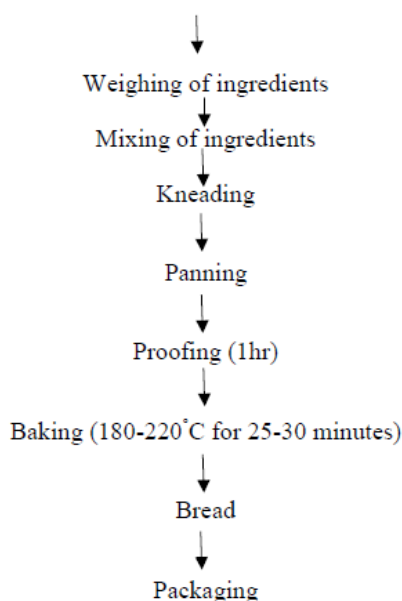 Weighing of ingredients
Mixing of ingredients
Kneading
Panning
Proofing (1hr)
Baking (180-220°C for 25-30 minutes)
Bread
Packaging